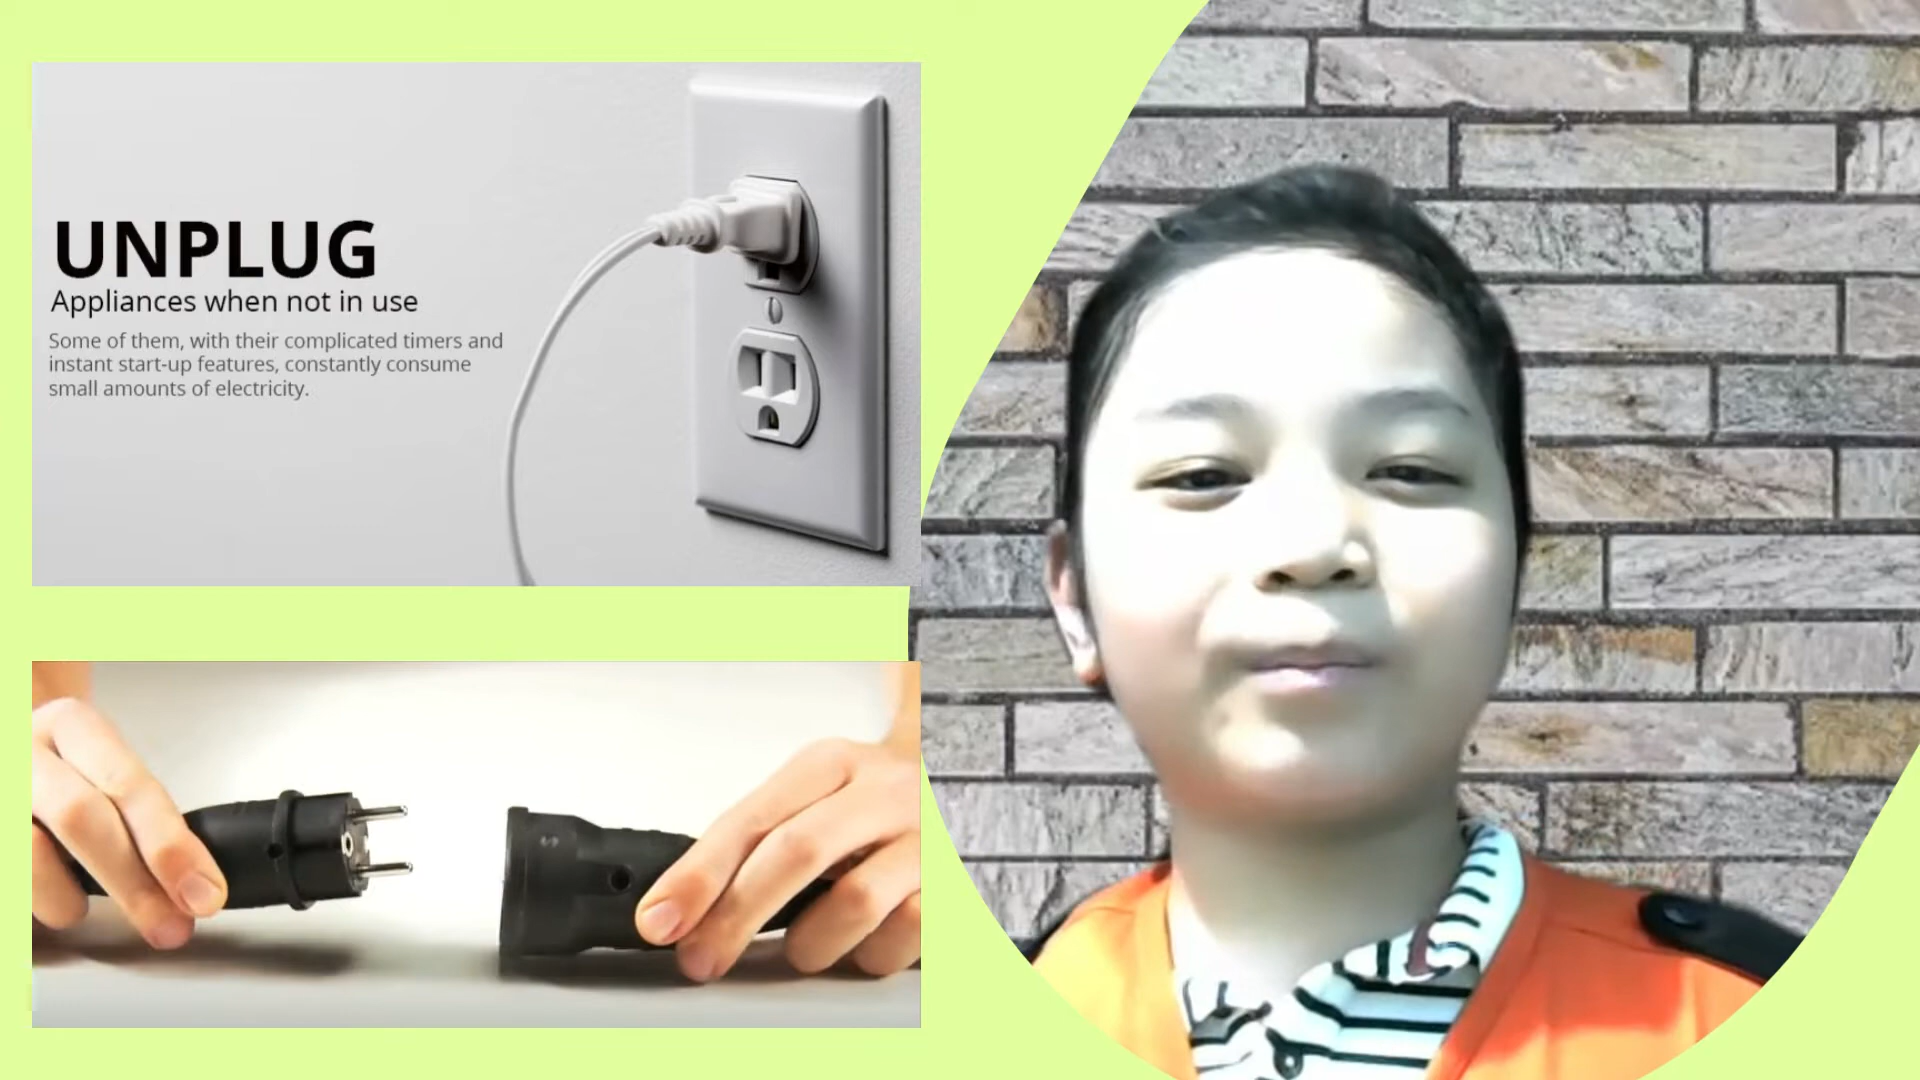 UNPLUG
Appliances when not in use
Some of them, with their complicated timers and
instant start-up features, constantly consume
small amounts of electricity.